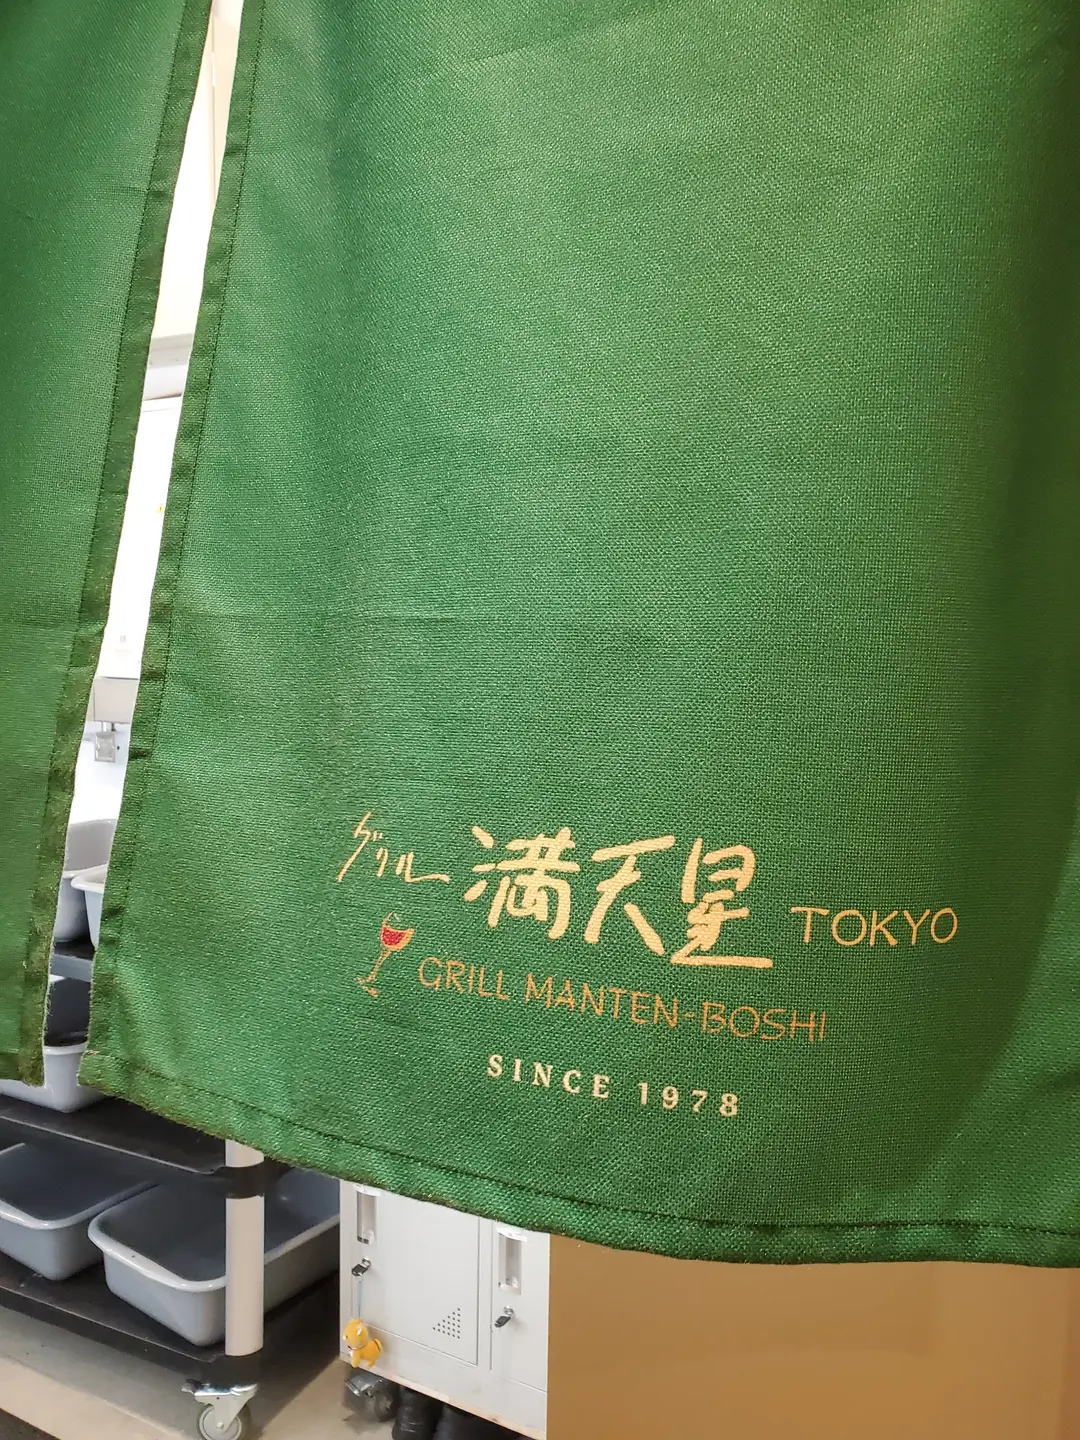 グリル 満天星 TOKYO
GRILL MANTEN-BOSHI
SINCE 1978